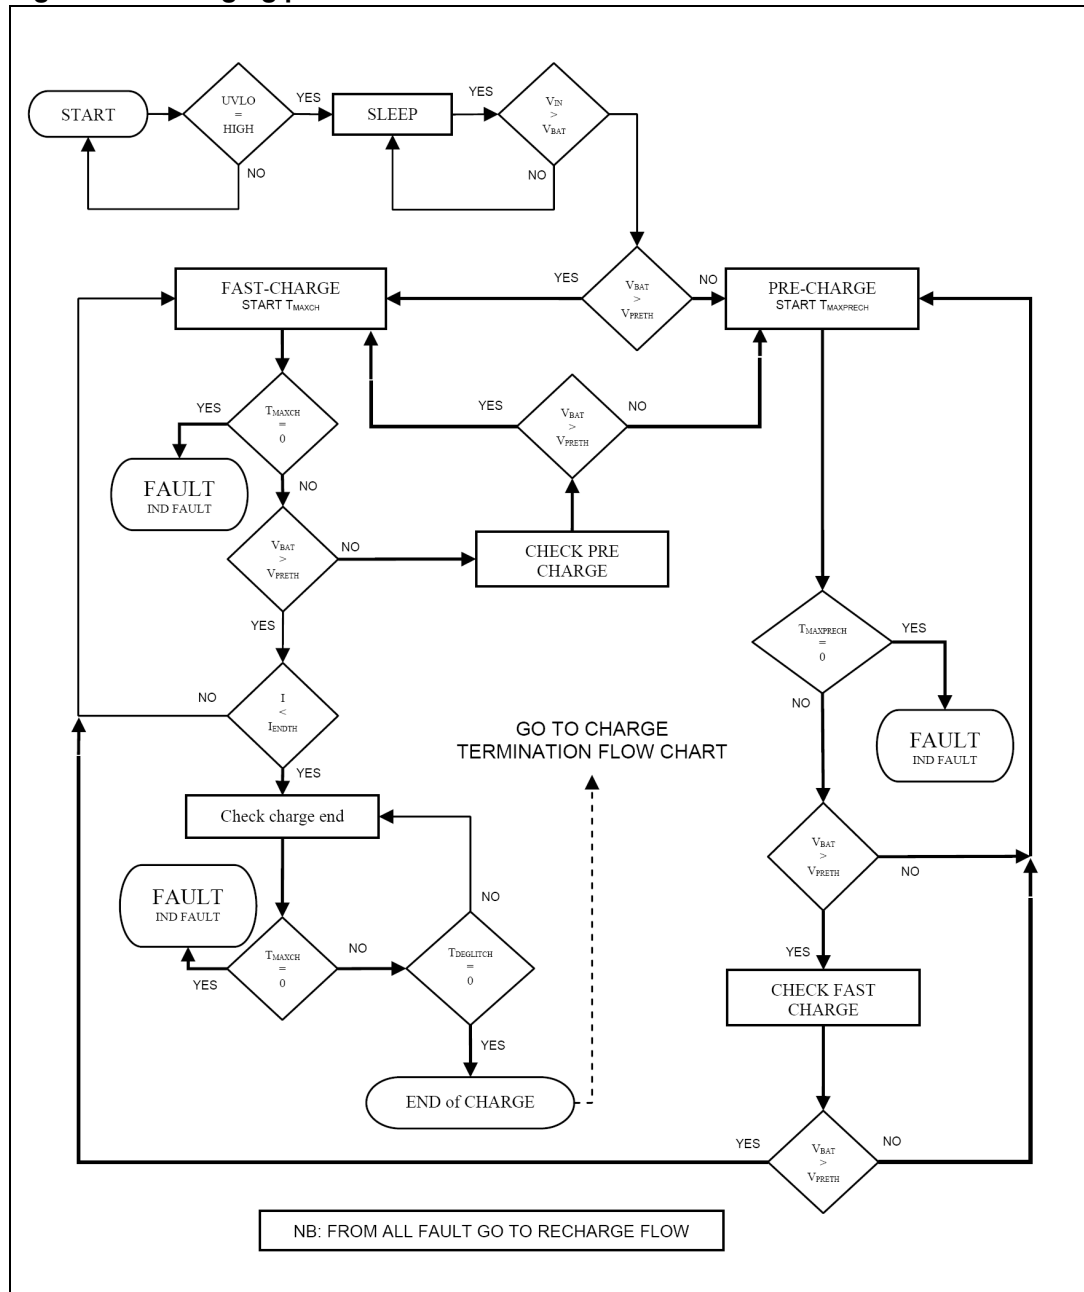 UVLO
=
HIGH
START
YES
NO
SLEEP
YES
VIN
>
VBAT
NO
FAST-CHARGE
START TMAXCH
YES
VBAT
>
VPRETH
NO
PRE-CHARGE
START TMAXPRECH
YES
TMAXCH
=
0
NO
FAULT
IND FAULT
YES
VBAT
>
VPRETH
NO
VBAT
>
VPRETH
NO
YES
CHECK PRE
CHARGE
TMAXPRECH
=
0
YES
NO
FAULT
IND FAULT
NO
I
<
IENDTH
YES
GO TO CHARGE
TERMINATION FLOW CHART
Check charge end
VBAT
>
VPRETH
NO
YES
FAULT
IND FAULT
TMAXCH
=
0
YES
NO
TDEGLITCH
=
0
NO
YES
CHECK FAST
CHARGE
END of CHARGE
YES
VBAT
>
VPRETH
NO
NB: FROM ALL FAULT GO TO RECHARGE FLOW